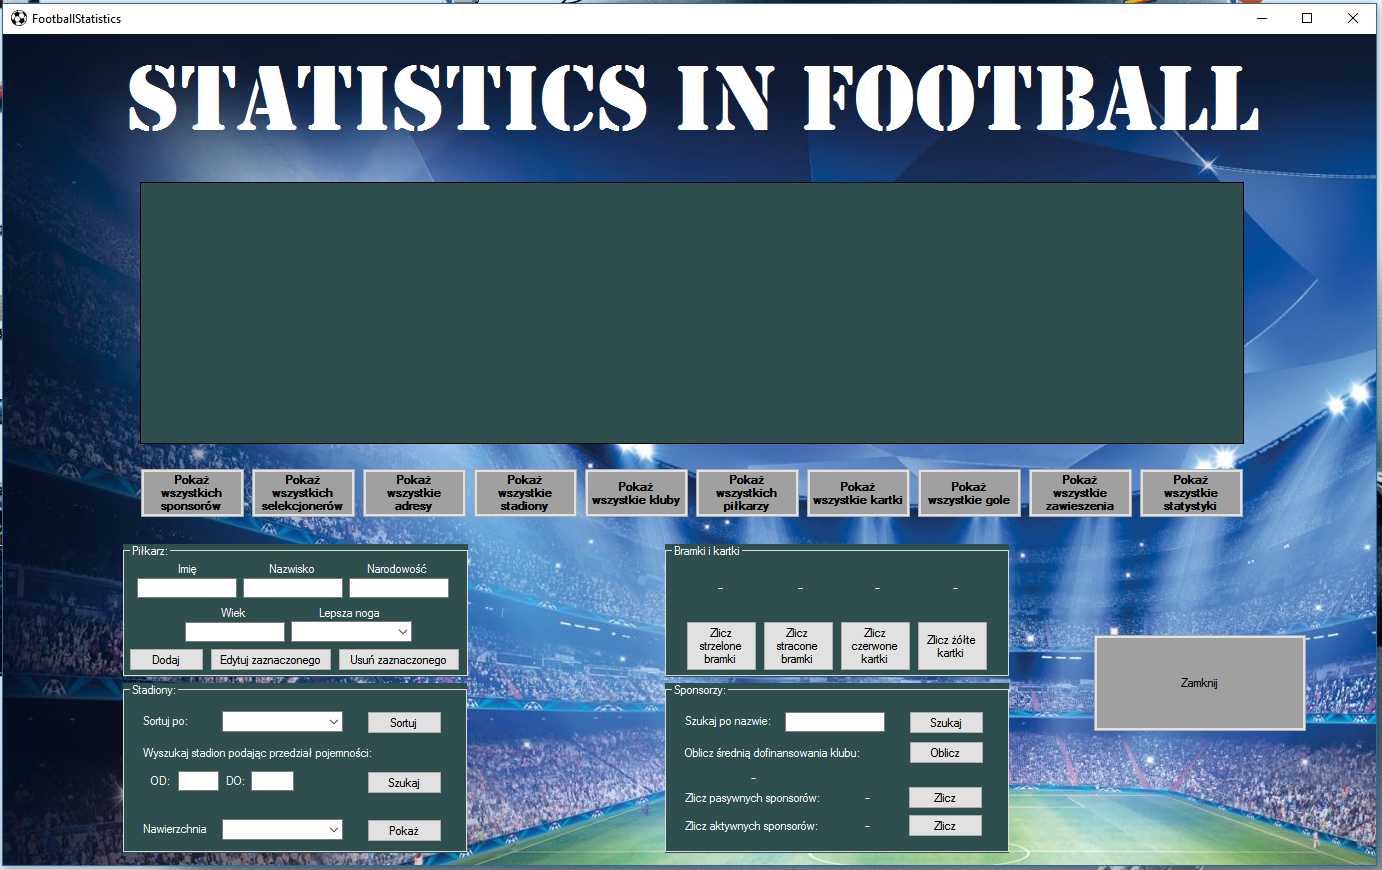 FootballStatistics
STATISTICS IN FOOTBALL
Pokaż wszystkich sponsorów
Pokaż wszystkich selekcjonerów
Pokaż wszystkie adresy
Pokaż wszystkie stadiony
Pokaż wszystkie kluby
Pokaż wszystkich piłkarzy
Pokaż wszystkie kartki
Pokaż wszystkie gole
Pokaż wszystkie zawieszenia
Pokaż wszystkie statystyki
Piłkarz:
Imię
Nazwisko
Narodowość
Wiek
Lepsza noga
Dodaj
Edytuj zaznaczonego
Usuń zaznaczonego
Bramki i kartki
- - - -
Zlicz strzelone bramki
Zlicz stracone bramki
Zlicz czerwone kartki
Zlicz żółte kartki
Zamknij
Stadiony:
Sortuj po:
Sortuj
Wyszukaj stadion podając przedział pojemności:
OD:
DO:
Szukaj
Nawierzchnia
Pokaż
Sponsorzy:
Szukaj po nazwie:
Szukaj
Oblicz średnią dofinansowania klubu:
Oblicz
-
Zlicz pasywnych sponsorów: -
Zlicz
Zlicz aktywnych sponsorów: -
Zlicz